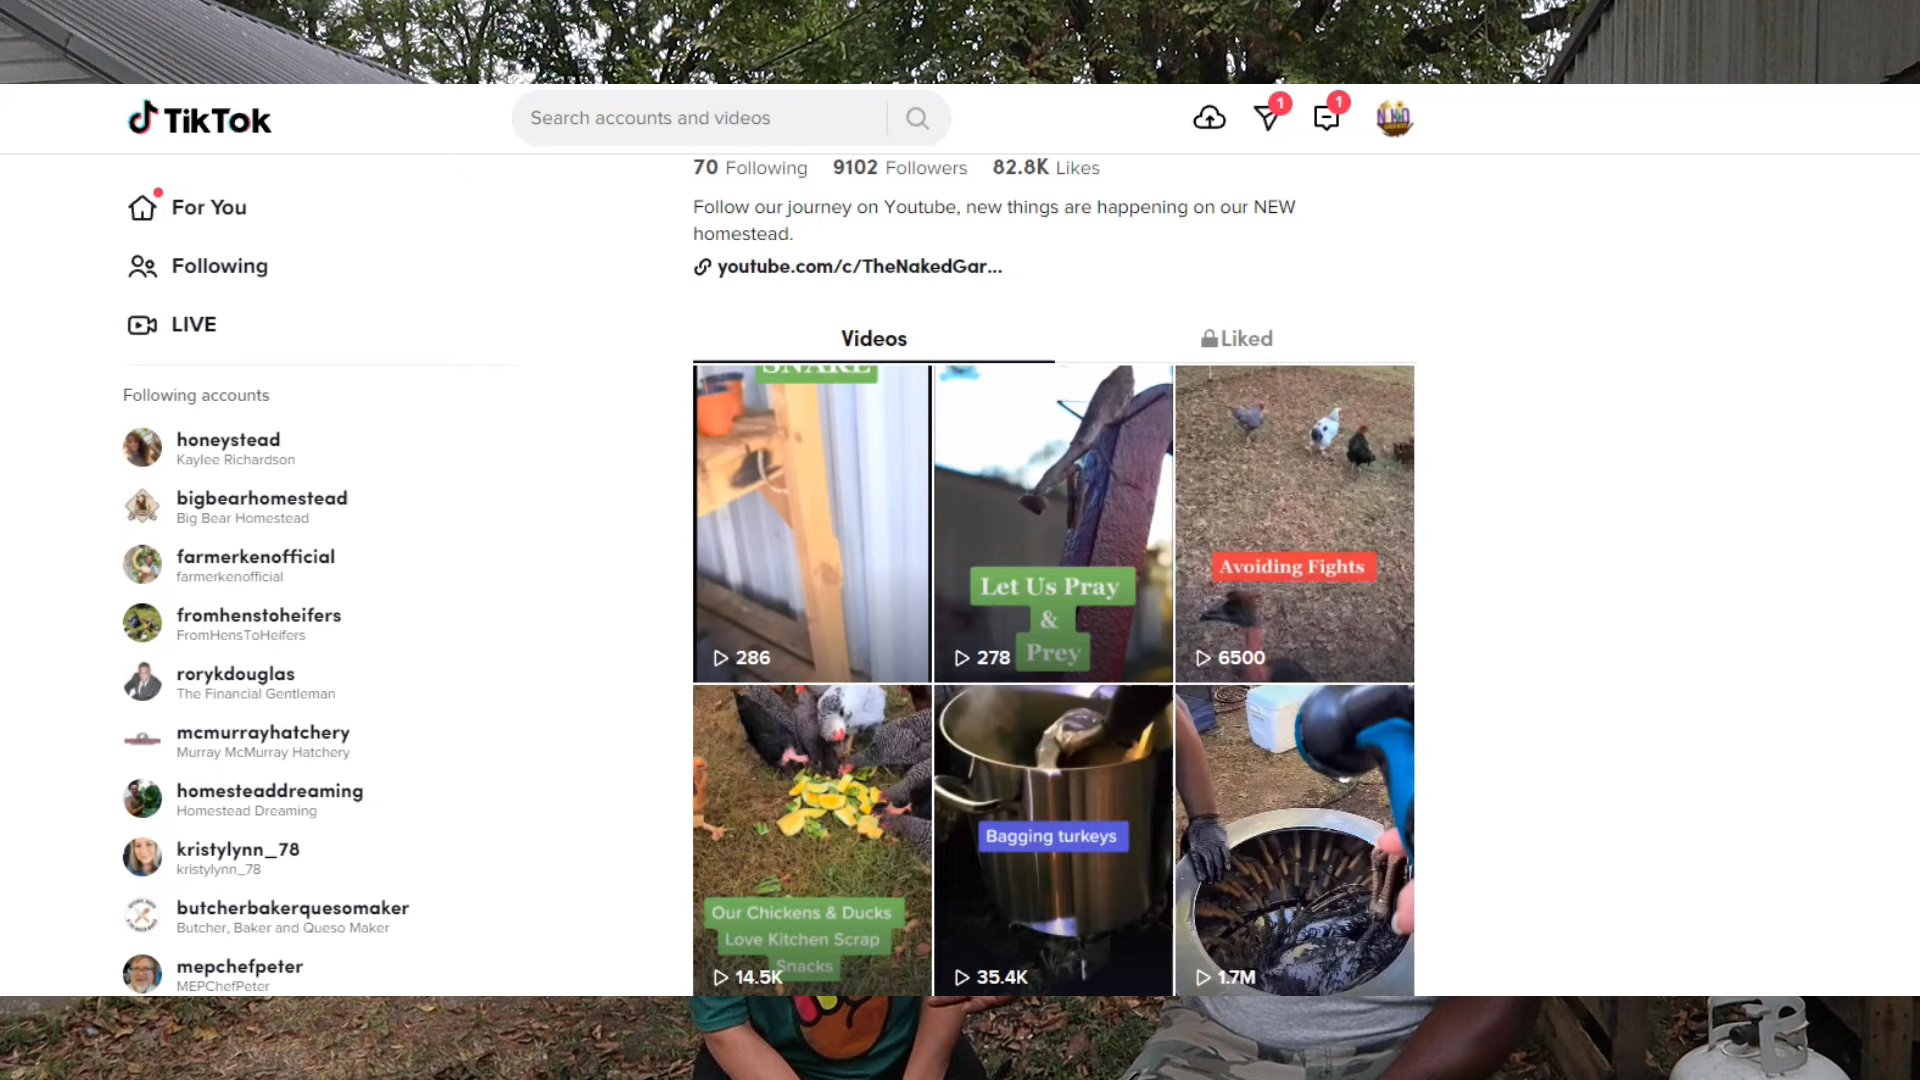 TikTok
Search accounts and videos
1
1
70 Following 9102 Followers 82.8K Likes
Follow our journey on Youtube, new things are happening on our NEW
homestead.
youtube.com/c/TheNakedGar...
For You
Following
LIVE
Following accounts
honeystead
Kaylee Richardson
bigbearhomestead
Big Bear Homestead
farmerkenofficial
farmerkenofficial
fromhenstoheifers
FromHensToHeifers
rorykdouglas
The Financial Gentleman
mcmurrayhatchery
Murray McMurray Hatchery
homesteaddreaming
Homestead Dreaming
kristylynn_78
kristylynn_78
butcherbakerquesomaker
Butcher, Baker and Queso Maker
mepchefpeter
MEPChefPeter
Videos
Liked
SNAKE
286
Let Us Pray
&
Prey
278
Avoiding Fights
6500
Our Chickens & Ducks
Love Kitchen Scrap
Snacks
14.5K
Bagging turkeys
35.4K
1.7M